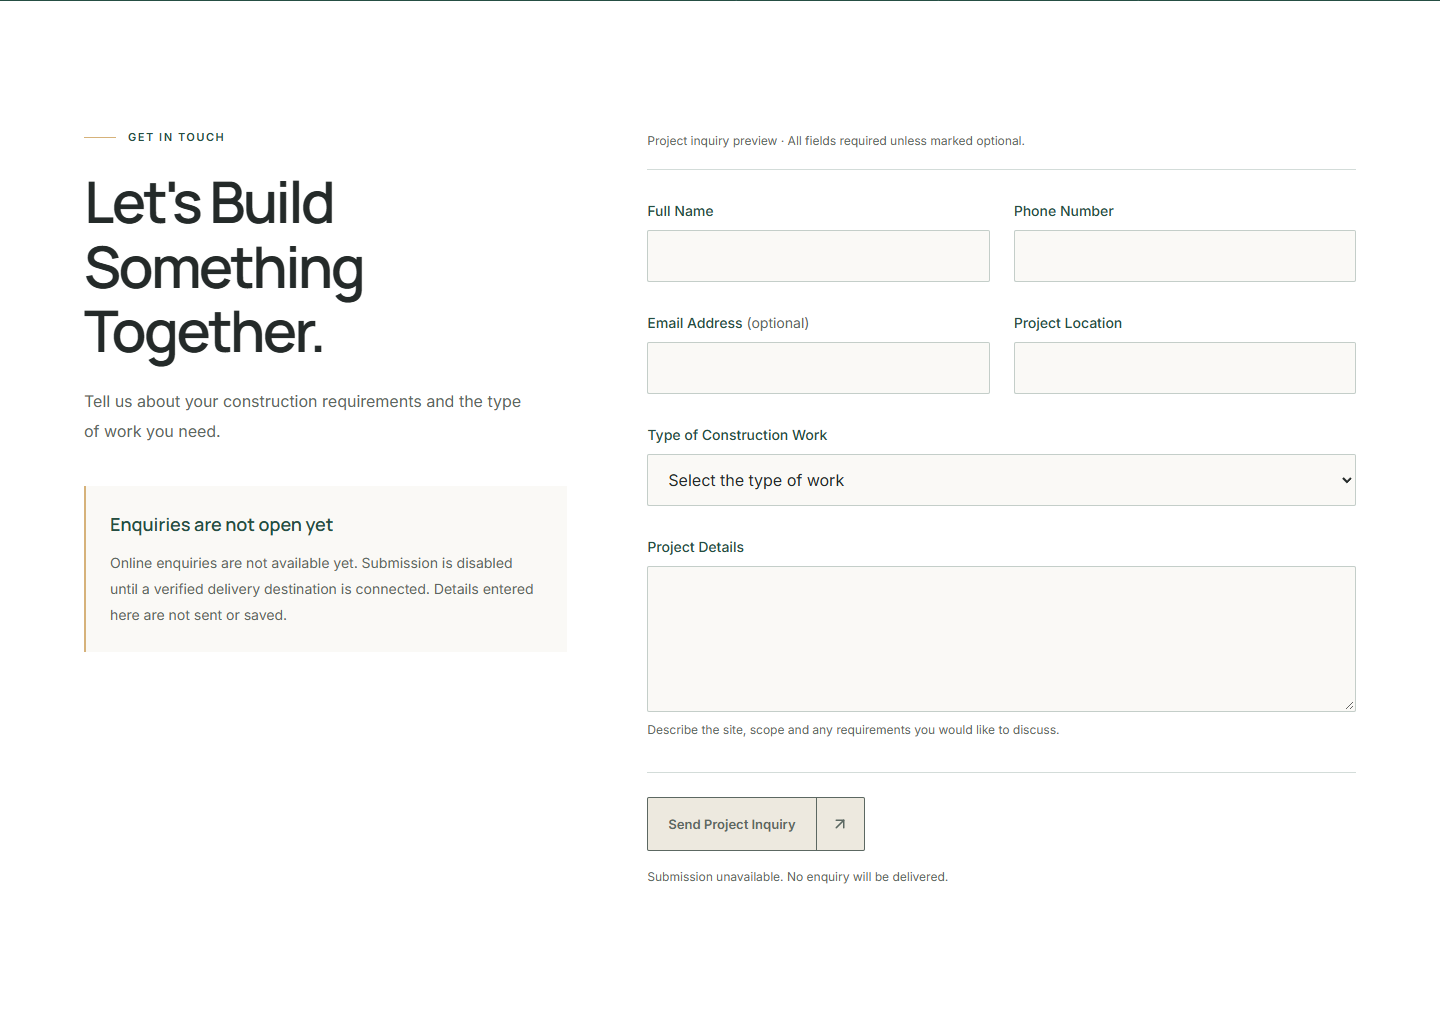 GET IN TOUCH
Let's Build
Something
Together.
Tell us about your construction requirements and the type
of work you need.
Enquiries are not open yet
Online enquiries are not available yet. Submission is disabled
until a verified delivery destination is connected. Details entered
here are not sent or saved.
Project inquiry preview · All fields required unless marked optional.
Full Name
Phone Number
Email Address (optional)
Project Location
Type of Construction Work
Select the type of work
Project Details
Describe the site, scope and any requirements you would like to discuss.
Send Project Inquiry
Submission unavailable. No enquiry will be delivered.